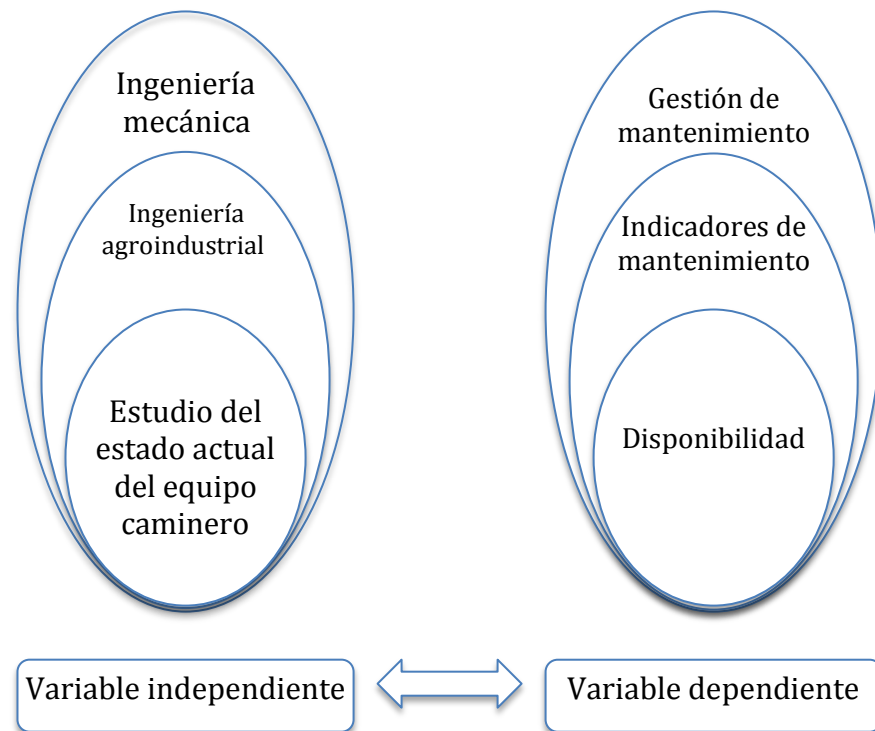 Ingeniería
mecánica
Ingeniería
agroindustrial
Estudio del
estado actual
del equipo
caminero
Variable independiente
Gestión de
mantenimiento
Indicadores de
mantenimiento
Disponibilidad
Variable dependiente